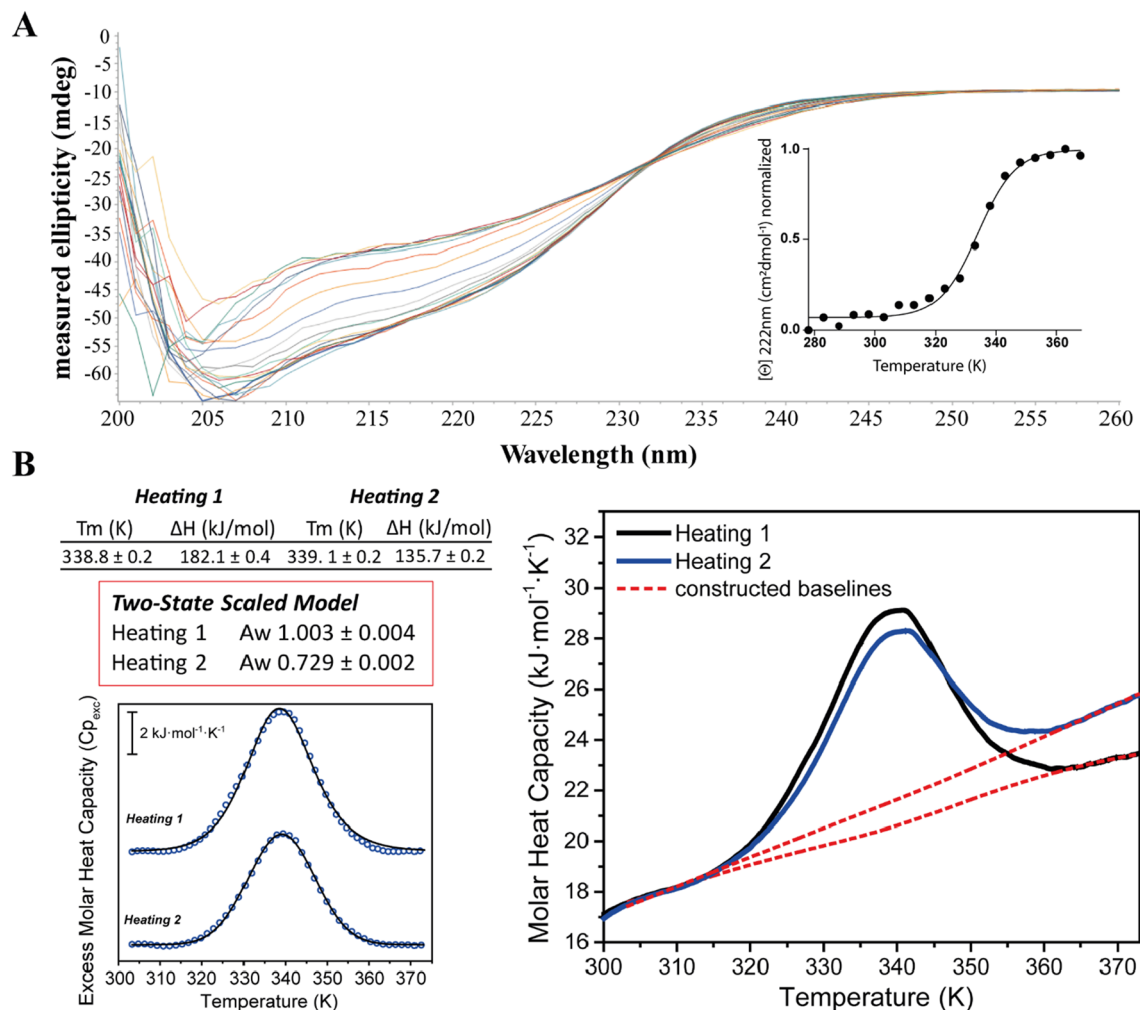 A
measured ellipticity (mdeg)
0
-5
-10
-15
-20
-25
-30
-35
-40
-45
-50
-55
-60
200 205 210 215 220 225 230 235 240 245 250 255 260
Wavelength (nm)
[Θ] 222nm (cm²dmol⁻¹) normalized
1.0
0.5
0.0
280 300 320 340 360
Temperature (K)
B
Heating 1 Heating 2
Tm (K) ΔH (kJ/mol) Tm (K) ΔH (kJ/mol)
338.8 ± 0.2 182.1 ± 0.4 339. 1 ± 0.2 135.7 ± 0.2
Two-State Scaled Model
Heating 1 Aw 1.003 ± 0.004
Heating 2 Aw 0.729 ± 0.002
Excess Molar Heat Capacity (Cpexc)
2 kJ·mol⁻¹·K⁻¹
Heating 1
Heating 2
300 310 320 330 340 350 360 370
Temperature (K)
Molar Heat Capacity (kJ·mol⁻¹·K⁻¹)
32
30
28
26
24
22
20
18
16
Heating 1
Heating 2
constructed baselines
300 310 320 330 340 350 360 370
Temperature (K)